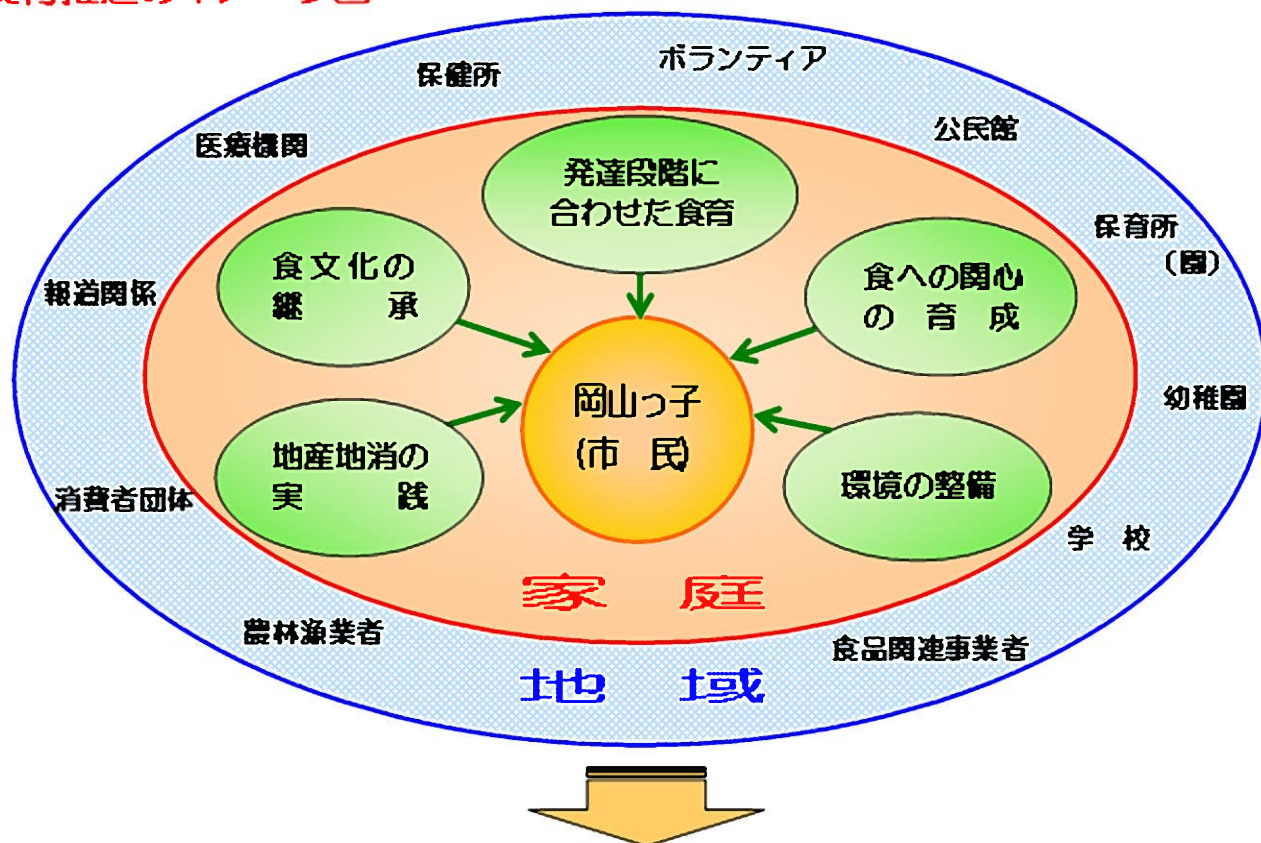 保健所
ボランティア
公民館
医療機関
発達段階に
合わせた食育
保育所
（園）
食文化の
継　承
食への関心
の 育 成
報道関係
岡山っ子
(市 民)
幼稚園
地産地消の
実　践
環境の整備
消費者団体
学 校
家 庭
農林漁業者
食品関連事業者
地 域